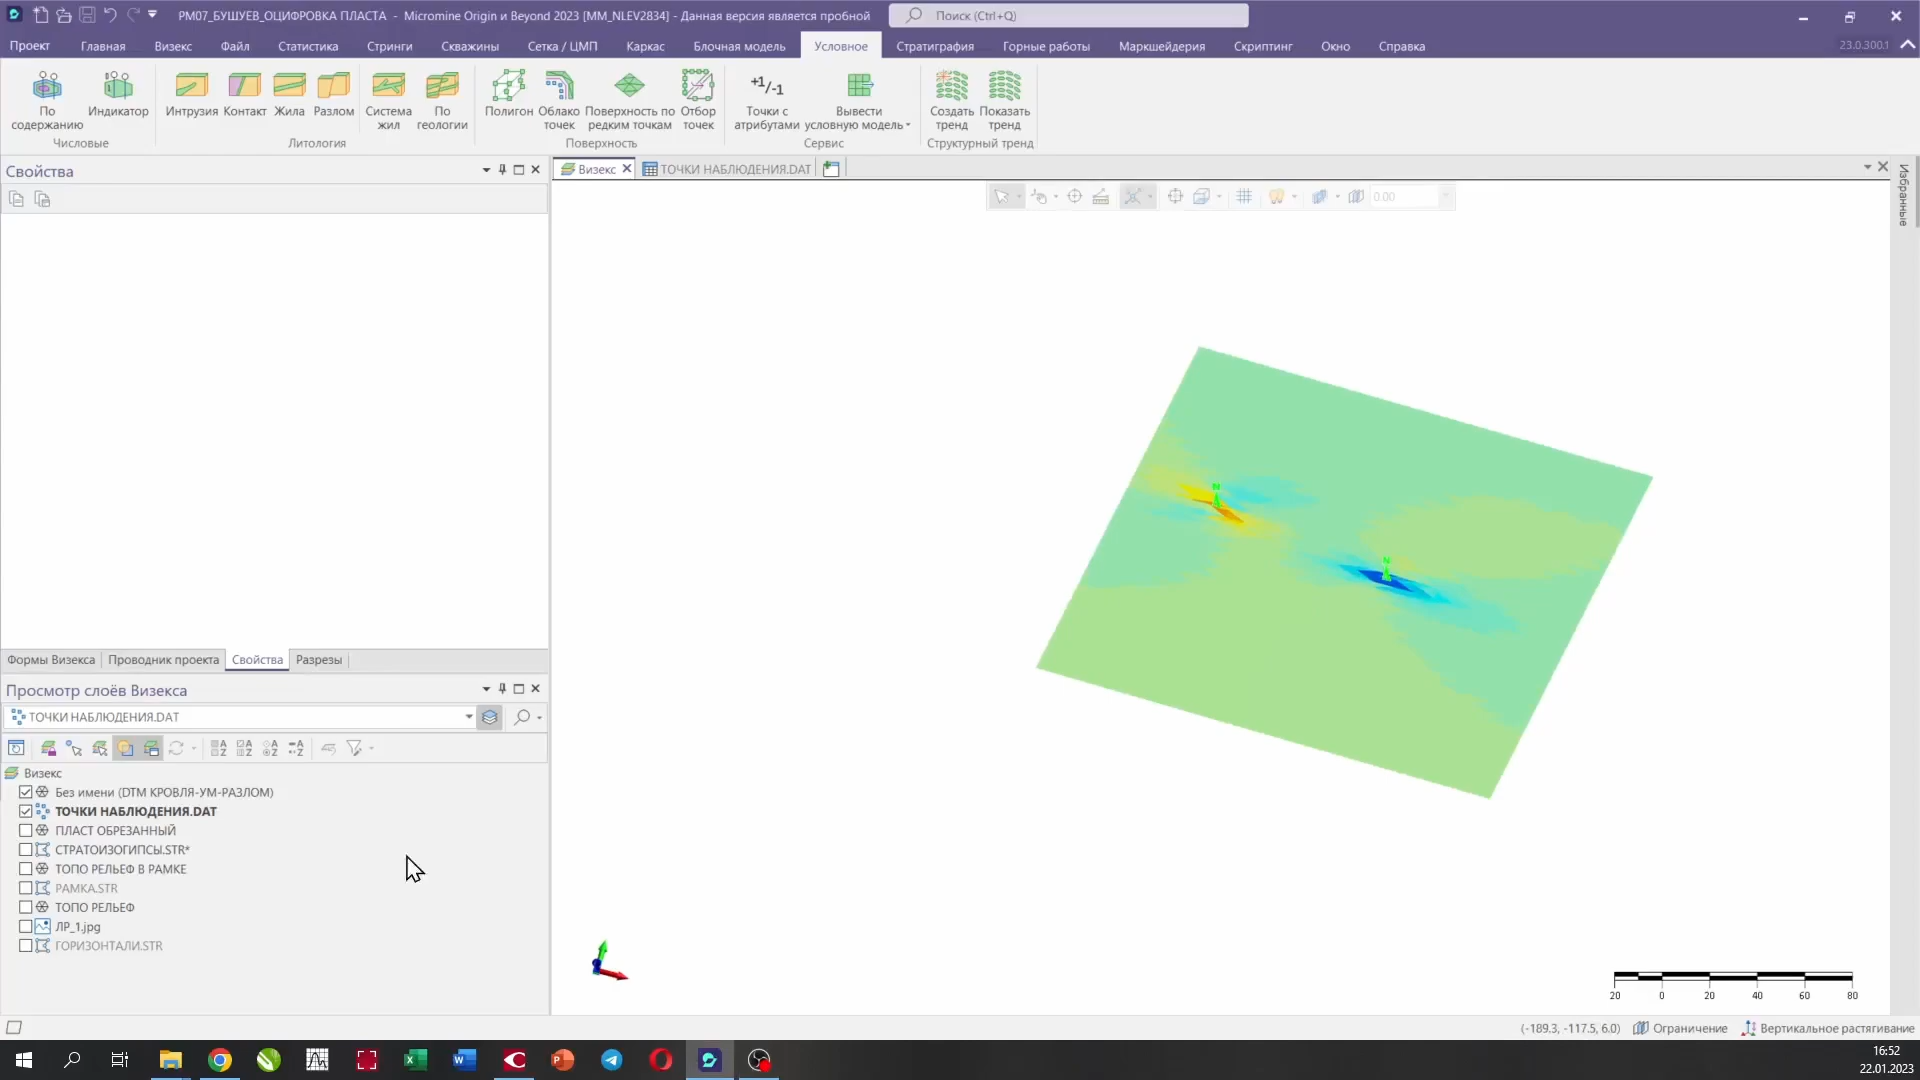 РМ07_БУШУЕВ_ОЦИФРОВКА ПЛАСТА - Micromine Origin и Beyond 2023 [MM_NLEV2834] - Данная версия является пробной
Поиск (Ctrl+Q)
Проект Главная Визекс Файл Статистика Стринги Скважины Сетка / ЦМП Каркас Блочная модель Условное Стратиграфия Горные работы Маркшейдерия Скриптинг Окно Справка
23.0.300.1
По содержанию
Индикатор
Числовые
Интрузия
Контакт
Жила
Разлом
Система жил
По геологии
Литология
Полигон
Облако точек
Поверхность по редким точкам
Отбор точек
Поверхность
+1/-1
Точки с атрибутами
Вывести условную модель
Сервис
Создать тренд
Показать тренд
Структурный тренд
Свойства
Визекс
ТОЧКИ НАБЛЮДЕНИЯ.DAT
Избранные
0.00
N
N
Формы Визекса Проводник проекта Свойства Разрезы
Просмотр слоёв Визекса
ТОЧКИ НАБЛЮДЕНИЯ.DAT
Визекс
Без имени (DTM КРОВЛЯ-УМ-РАЗЛОМ)
ТОЧКИ НАБЛЮДЕНИЯ.DAT
ПЛАСТ ОБРЕЗАННЫЙ
СТРАТОИЗОГИПСЫ.STR*
ТОПО РЕЛЬЕФ В РАМКЕ
РАМКА.STR
ТОПО РЕЛЬЕФ
ЛР_1.jpg
ГОРИЗОНТАЛИ.STR
20 0 20 40 60 80
(-189.3, -117.5, 6.0) Ограничение Вертикальное растягивание
16:52
22.01.2023